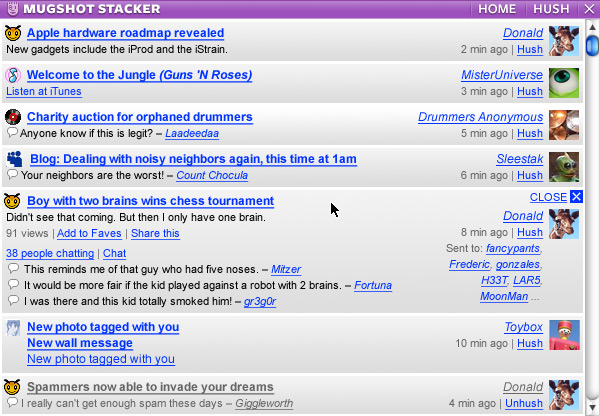 MUGSHOT STACKER HOME HUSH
Apple hardware roadmap revealed Donald
New gadgets include the iProd and the iStrain. 2 min ago | Hush
Welcome to the Jungle (Guns 'N Roses) MisterUniverse
Listen at iTunes 3 min ago | Hush
Charity auction for orphaned drummers Drummers Anonymous
Anyone know if this is legit? – Laadeedaa 5 min ago | Hush
Blog: Dealing with noisy neighbors again, this time at 1am Sleestak
Your neighbors are the worst! – Count Chocula 6 min ago | Hush
Boy with two brains wins chess tournament CLOSE
Didn't see that coming. But then I only have one brain. Donald
91 views | Add to Faves | Share this 8 min ago | Hush
38 people chatting | Chat Sent to: fancypants,
This reminds me of that guy who had five noses. – Mitzer Frederic, gonzales,
It would be more fair if the kid played against a robot with 2 brains. – Fortuna H33T, LAR5,
I was there and this kid totally smoked him! – gr3g0r MoonMan ...
New photo tagged with you Toybox
New wall message 10 min ago | Hush
New photo tagged with you
Spammers now able to invade your dreams Donald
I really can't get enough spam these days – Giggleworth 4 min ago | Unhush